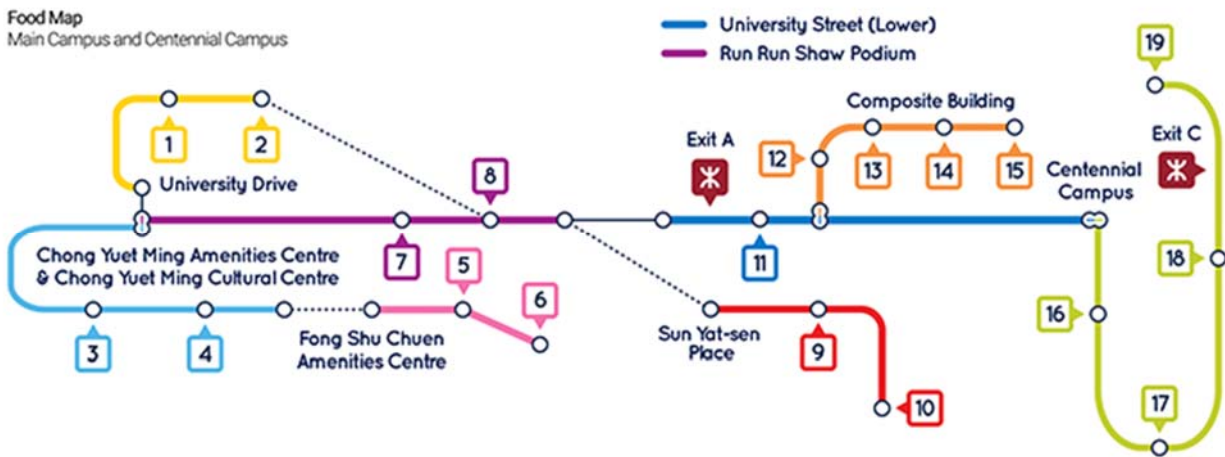 Food Map
Main Campus and Centennial Campus
University Street (Lower)
Run Run Shaw Podium
19
Composite Building
Exit A
Exit C
1
2
12
13
14
15
8
Centennial
Campus
University Drive
Chong Yuet Ming Amenities Centre
& Chong Yuet Ming Cultural Centre
7
5
11
18
6
16
3
4
Fong Shu Chuen
Amenities Centre
Sun Yat-sen
Place
9
10
17